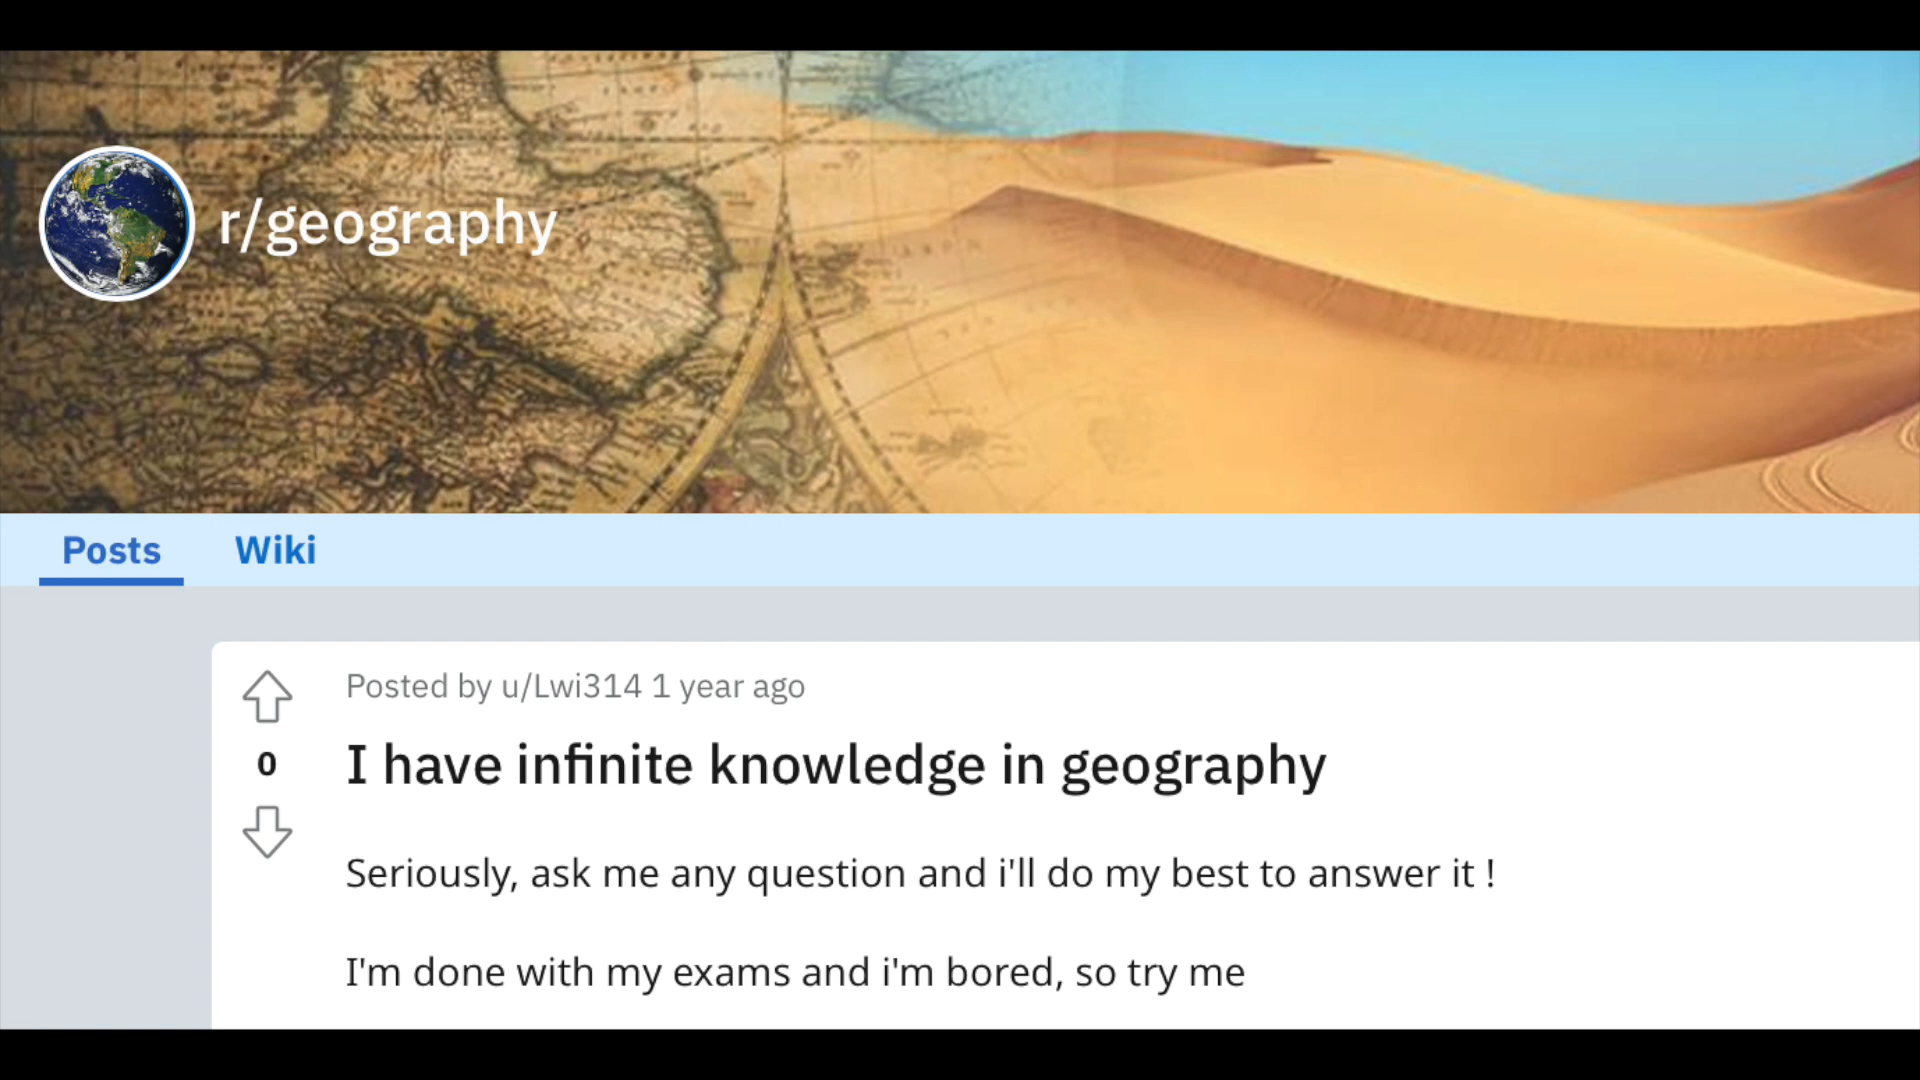 r/geography
Posts Wiki
Posted by u/Lwi314 1 year ago
0
I have infinite knowledge in geography
Seriously, ask me any question and i'll do my best to answer it !
I'm done with my exams and i'm bored, so try me